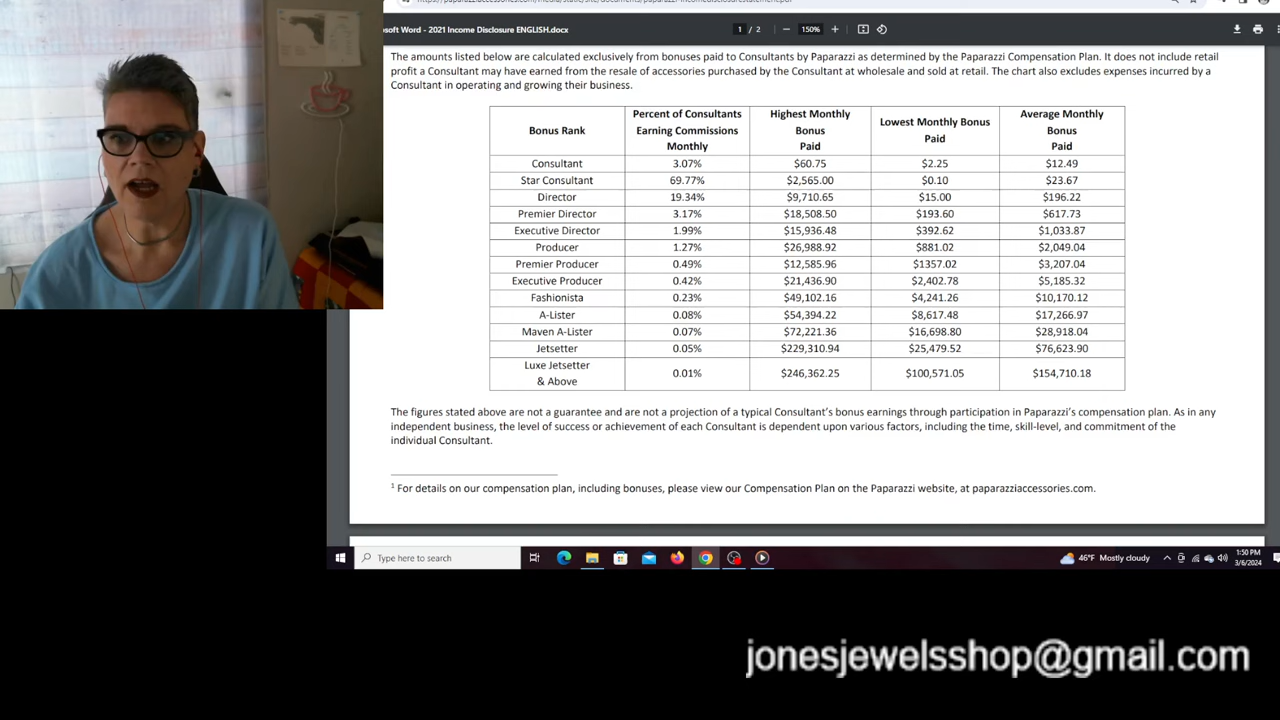 https://paparazziaccessories.com/media/static/site/documents/paparazzi-incomedisclosurestatement.pdf
osoft Word - 2021 Income Disclosure ENGLISH.docx
1 / 2
150%
The amounts listed below are calculated exclusively from bonuses paid to Consultants by Paparazzi as determined by the Paparazzi Compensation Plan. It does not include retail
profit a Consultant may have earned from the resale of accessories purchased by the Consultant at wholesale and sold at retail. The chart also excludes expenses incurred by a
Consultant in operating and growing their business.
Bonus Rank Percent of Consultants Earning Commissions Monthly Highest Monthly Bonus Paid Lowest Monthly Bonus Paid Average Monthly Bonus Paid
Consultant 3.07% $60.75 $2.25 $12.49
Star Consultant 69.77% $2,565.00 $0.10 $23.67
Director 19.34% $9,710.65 $15.00 $196.22
Premier Director 3.17% $18,508.50 $193.60 $617.73
Executive Director 1.99% $15,936.48 $392.62 $1,033.87
Producer 1.27% $26,988.92 $881.02 $2,049.04
Premier Producer 0.49% $12,585.96 $1357.02 $3,207.04
Executive Producer 0.42% $21,436.90 $2,402.78 $5,185.32
Fashionista 0.23% $49,102.16 $4,241.26 $10,170.12
A-Lister 0.08% $54,394.22 $8,617.48 $17,266.97
Maven A-Lister 0.07% $72,221.36 $16,698.80 $28,918.04
Jetsetter 0.05% $229,310.94 $25,479.52 $76,623.90
Luxe Jetsetter & Above 0.01% $246,362.25 $100,571.05 $154,710.18
The figures stated above are not a guarantee and are not a projection of a typical Consultant's bonus earnings through participation in Paparazzi's compensation plan. As in any
independent business, the level of success or achievement of each Consultant is dependent upon various factors, including the time, skill-level, and commitment of the
individual Consultant.
1 For details on our compensation plan, including bonuses, please view our Compensation Plan on the Paparazzi website, at paparazziaccessories.com.
Type here to search
46°F Mostly cloudy
1:50 PM
3/6/2024
jonesjewelsshop@gmail.com